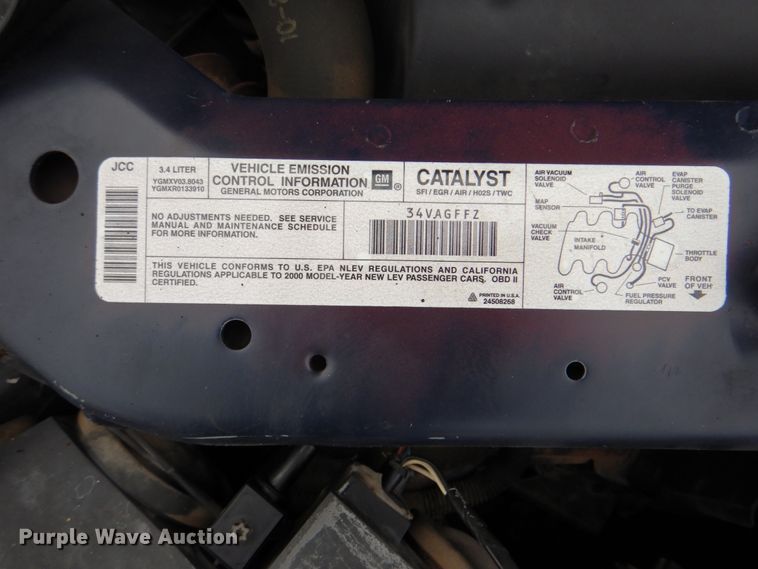 10-8
JCC
3.4 LITER
YGMXV03.8043
YGMXR0133910
VEHICLE EMISSION
CONTROL INFORMATION
GENERAL MOTORS CORPORATION
GM ®
CATALYST
SFI / EGR / AIR / HO2S / TWC
NO ADJUSTMENTS NEEDED. SEE SERVICE
MANUAL AND MAINTENANCE SCHEDULE
FOR MORE INFORMATION.
34VAGFFZ
THIS VEHICLE CONFORMS TO U.S. EPA NLEV REGULATIONS AND CALIFORNIA
REGULATIONS APPLICABLE TO 2000 MODEL-YEAR NEW LEV PASSENGER CARS. OBD II
CERTIFIED.
PRINTED IN U.S.A.
24508268
AIR VACUUM
SOLENOID
VALVE
AIR
CONTROL
VALVE
EVAP
CANISTER
PURGE
SOLENOID
VALVE
MAP
SENSOR
TO EVAP
CANISTER
VACUUM
CHECK
VALVE
INTAKE
MANIFOLD
THROTTLE
BODY
AIR
CONTROL
VALVE
PCV
VALVE
FUEL PRESSURE
REGULATOR
FRONT
OF VEH
Purple Wave Auction